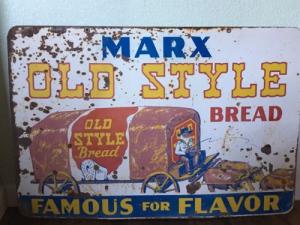 MARX
OLD STYLE
BREAD
OLD
STYLE
Bread
FAMOUS FOR FLAVOR